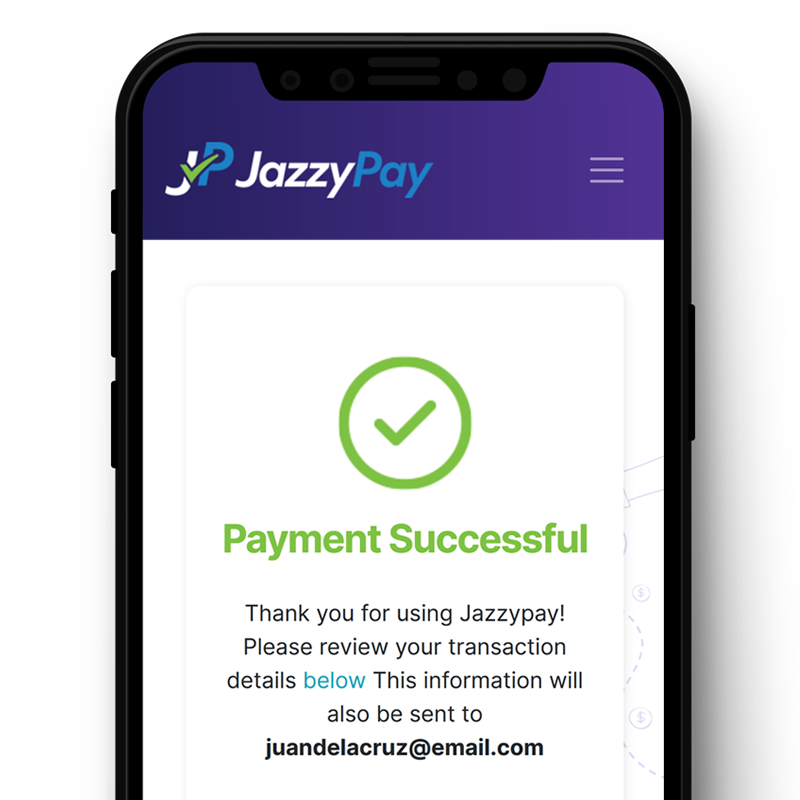 JP JazzyPay
Payment Successful
Thank you for using Jazzypay!
Please review your transaction
details below This information will
also be sent to
juandelacruz@email.com
$
$